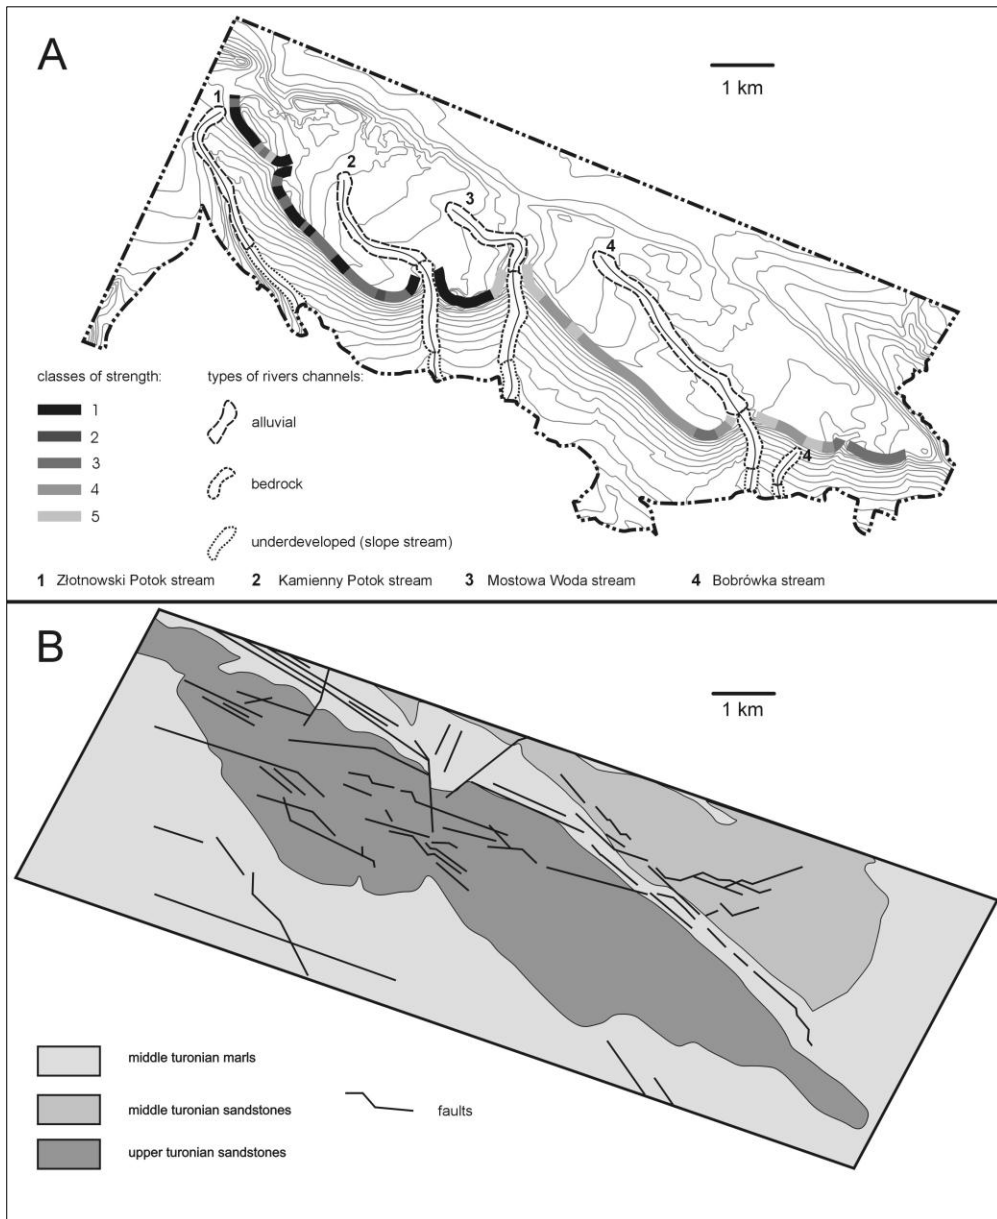 A
1 km
1
2
3
4
4
classes of strength:
1
2
3
4
5
types of rivers channels:
alluvial
bedrock
underdeveloped (slope stream)
1 Złotnowski Potok stream 2 Kamienny Potok stream 3 Mostowa Woda stream 4 Bobrówka stream
B
1 km
middle turonian marls
middle turonian sandstones
upper turonian sandstones
faults